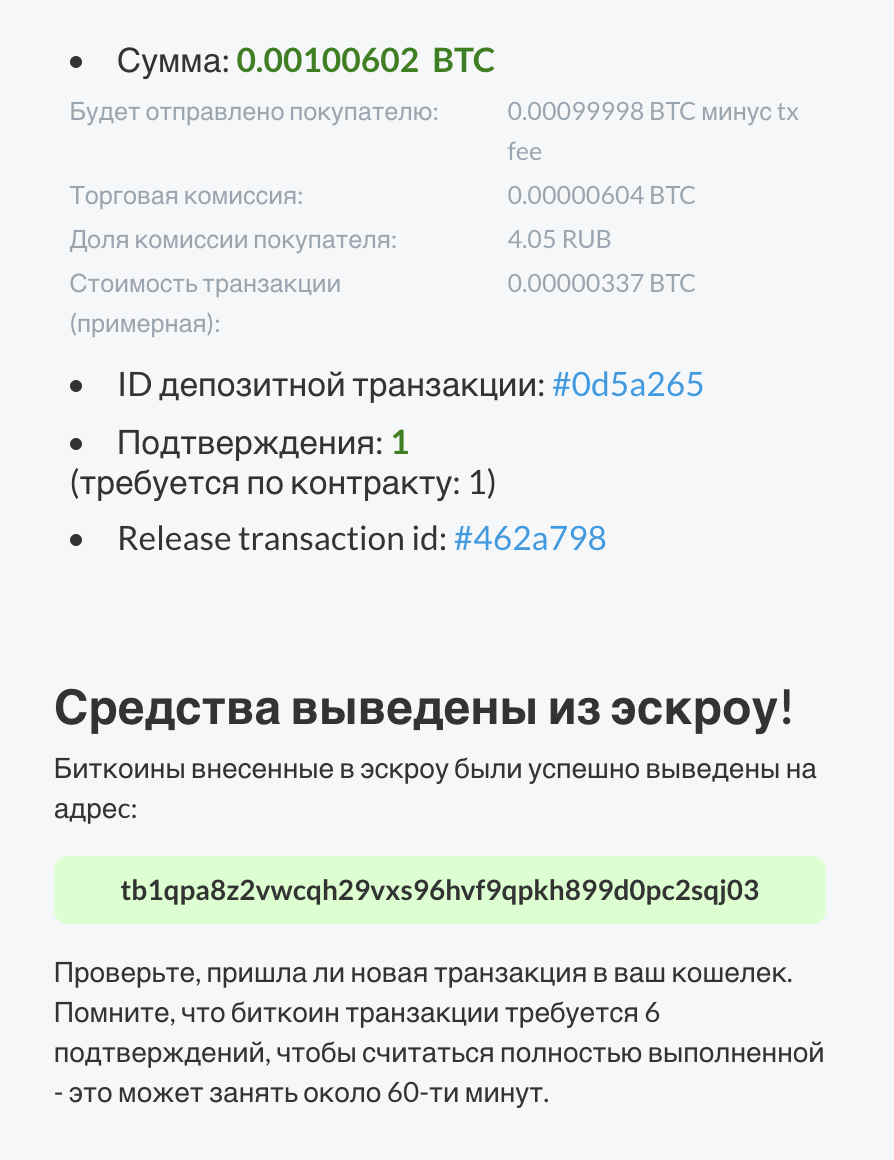 • Сумма: 0.00100602 BTC
Будет отправлено покупателю: 0.00099998 BTC минус tx
fee
Торговая комиссия: 0.00000604 BTC
Доля комиссии покупателя: 4.05 RUB
Стоимость транзакции 0.00000337 BTC
(примерная):
• ID депозитной транзакции: #0d5a265
• Подтверждения: 1
(требуется по контракту: 1)
• Release transaction id: #462a798
Средства выведены из эскроу!
Биткоины внесенные в эскроу были успешно выведены на
адрес:
tb1qpa8z2vwcqh29vxs96hvf9qpkh899d0pc2sqj03
Проверьте, пришла ли новая транзакция в ваш кошелек.
Помните, что биткоин транзакции требуется 6
подтверждений, чтобы считаться полностью выполненной
- это может занять около 60-ти минут.